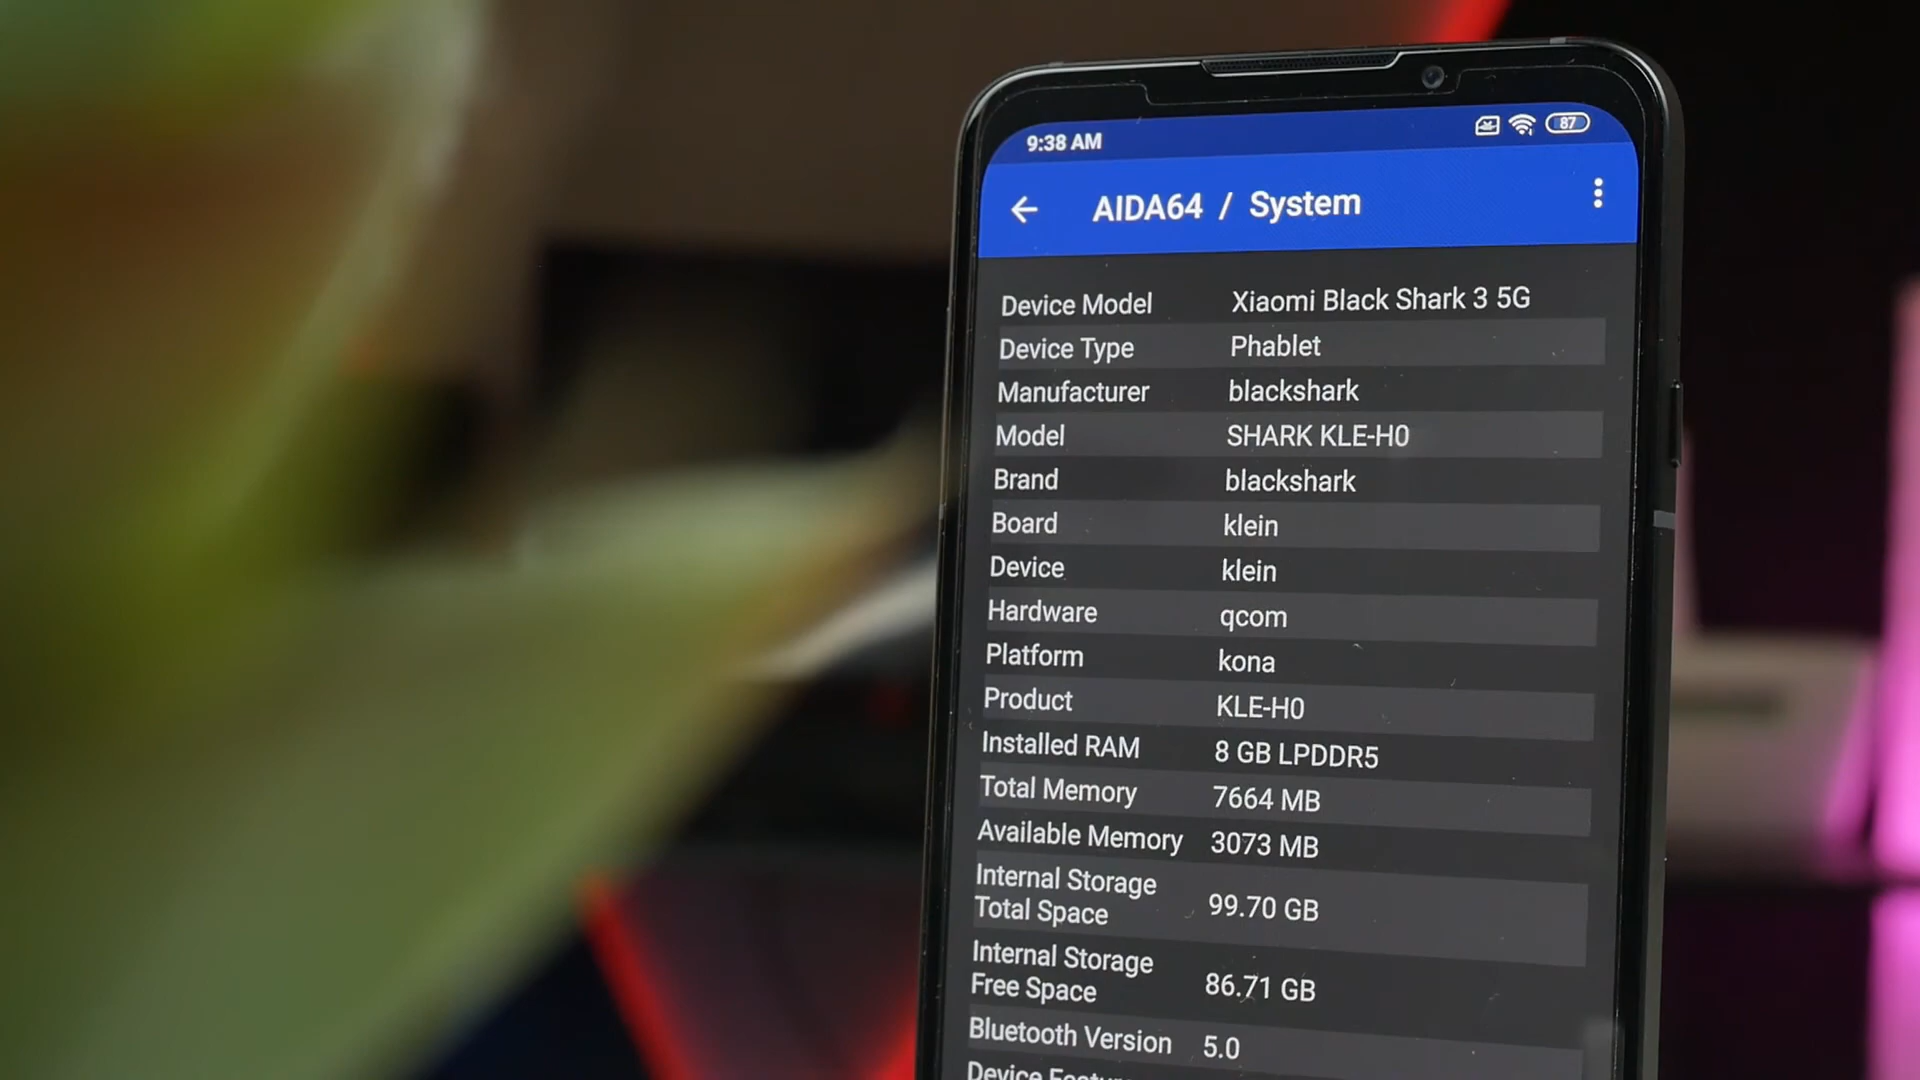 9:38 AM 87
AIDA64 / System
Device Model Xiaomi Black Shark 3 5G
Device Type Phablet
Manufacturer blackshark
Model SHARK KLE-H0
Brand blackshark
Board klein
Device klein
Hardware qcom
Platform kona
Product KLE-H0
Installed RAM 8 GB LPDDR5
Total Memory 7664 MB
Available Memory 3073 MB
Internal Storage
Total Space 99.70 GB
Internal Storage
Free Space 86.71 GB
Bluetooth Version 5.0
Device